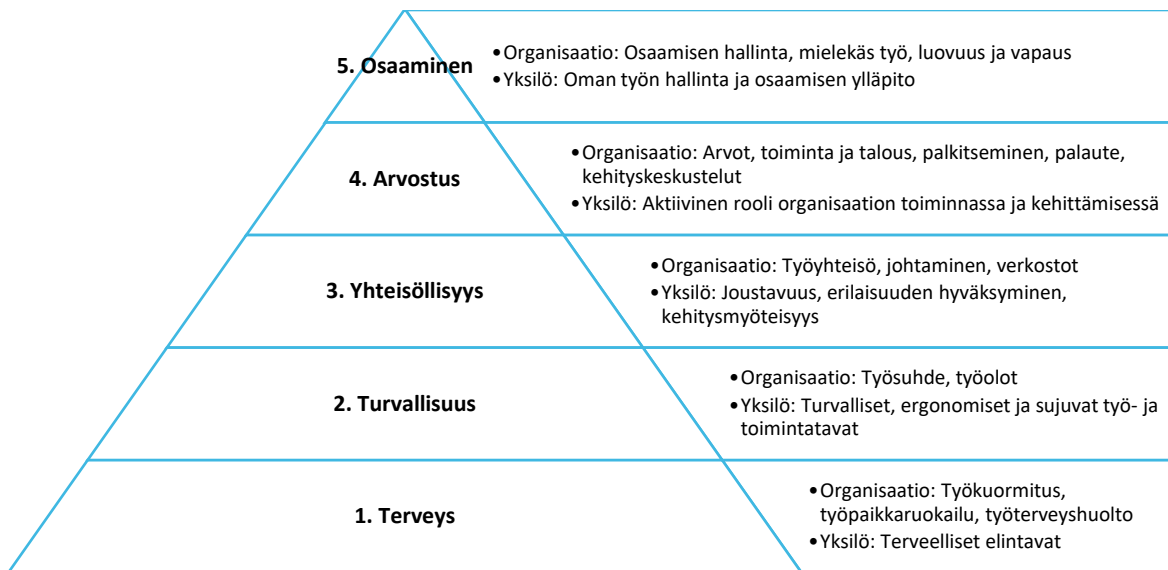 5. Osaaminen
•Organisaatio: Osaamisen hallinta, mielekäs työ, luovuus ja vapaus
•Yksilö: Oman työn hallinta ja osaamisen ylläpito
4. Arvostus
•Organisaatio: Arvot, toiminta ja talous, palkitseminen, palaute,
kehityskeskustelut
•Yksilö: Aktiivinen rooli organisaation toiminnassa ja kehittämisessä
3. Yhteisöllisyys
•Organisaatio: Työyhteisö, johtaminen, verkostot
•Yksilö: Joustavuus, erilaisuuden hyväksyminen,
kehitysmyöteisyys
2. Turvallisuus
•Organisaatio: Työsuhde, työolot
•Yksilö: Turvalliset, ergonomiset ja sujuvat työ- ja
toimintatavat
1. Terveys
•Organisaatio: Työkuormitus,
työpaikkaruokailu, työterveyshuolto
•Yksilö: Terveelliset elintavat